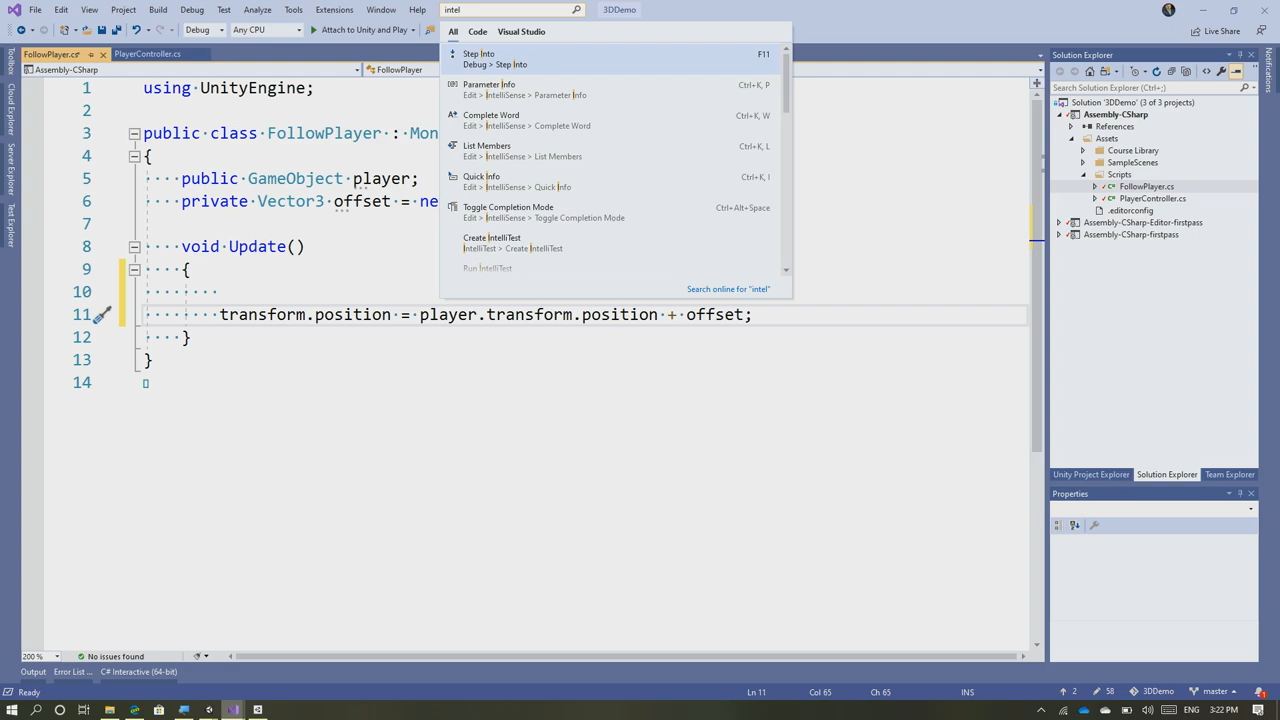 File Edit View Project Build Debug Test Analyze Tools Extensions Window Help intel 3DDemo
Debug Any CPU Attach to Unity and Play Live Share
All Code Visual Studio
FollowPlayer.cs PlayerController.cs
Assembly-CSharp FollowPlayer
Toolbox
Cloud Explorer
Server Explorer
Test Explorer
1 using UnityEngine;
2
3 public class FollowPlayer : Mon
4 {
5 public GameObject player;
6 private Vector3 offset = ne
7
8 void Update()
9 {
10
11 transform.position = player.transform.position + offset;
12 }
13 }
14
Step Into F11
Debug > Step Into
Parameter Info Ctrl+K, P
Edit > IntelliSense > Parameter Info
Complete Word Ctrl+K, W
Edit > IntelliSense > Complete Word
List Members Ctrl+K, L
Edit > IntelliSense > List Members
Quick Info Ctrl+K, I
Edit > IntelliSense > Quick Info
Toggle Completion Mode Ctrl+Alt+Space
Edit > IntelliSense > Toggle Completion Mode
Create IntelliTest
IntelliTest > Create IntelliTest
Run IntelliTest
Search online for "intel"
Solution Explorer
Search Solution Explorer (Ctrl+;)
Solution '3DDemo' (3 of 3 projects)
Assembly-CSharp
References
Assets
Course Library
SampleScenes
Scripts
FollowPlayer.cs
PlayerController.cs
.editorconfig
Assembly-CSharp-Editor-firstpass
Assembly-CSharp-firstpass
Unity Project Explorer Solution Explorer Team Explorer
Properties
Notifications
200 % No issues found
Output Error List ... C# Interactive (64-bit)
Ready Ln 11 Col 65 Ch 65 INS 2 58 3DDemo master 1
3:22 PM